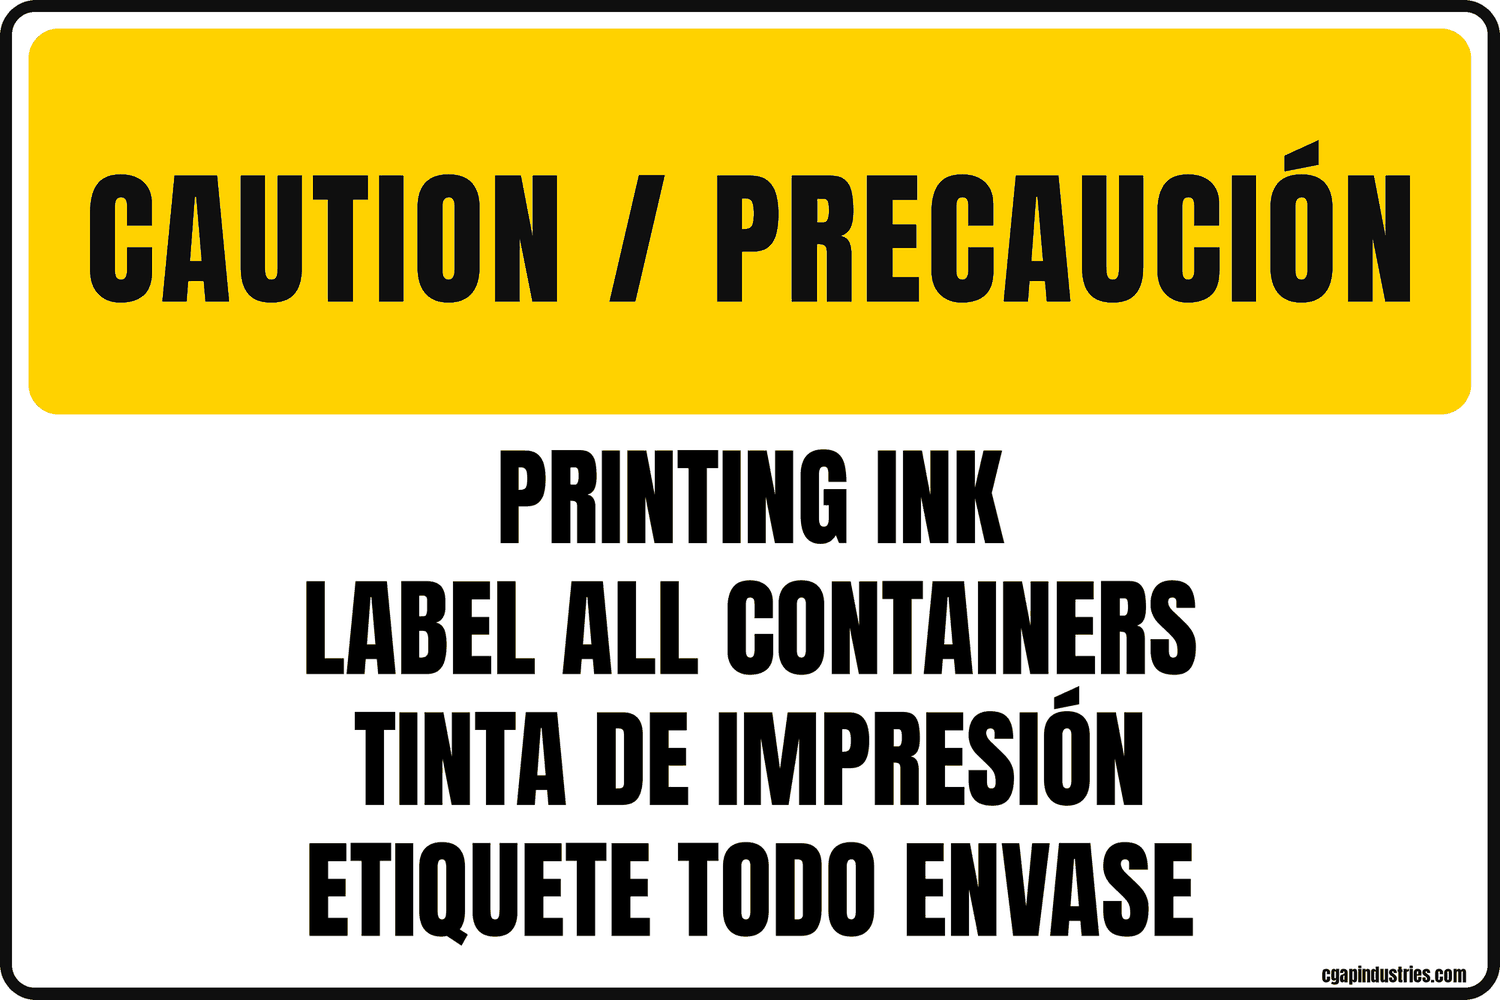 CAUTION / PRECAUCIÓN
PRINTING INK
LABEL ALL CONTAINERS
TINTA DE IMPRESIÓN
ETIQUETE TODO ENVASE
cgapindustries.com